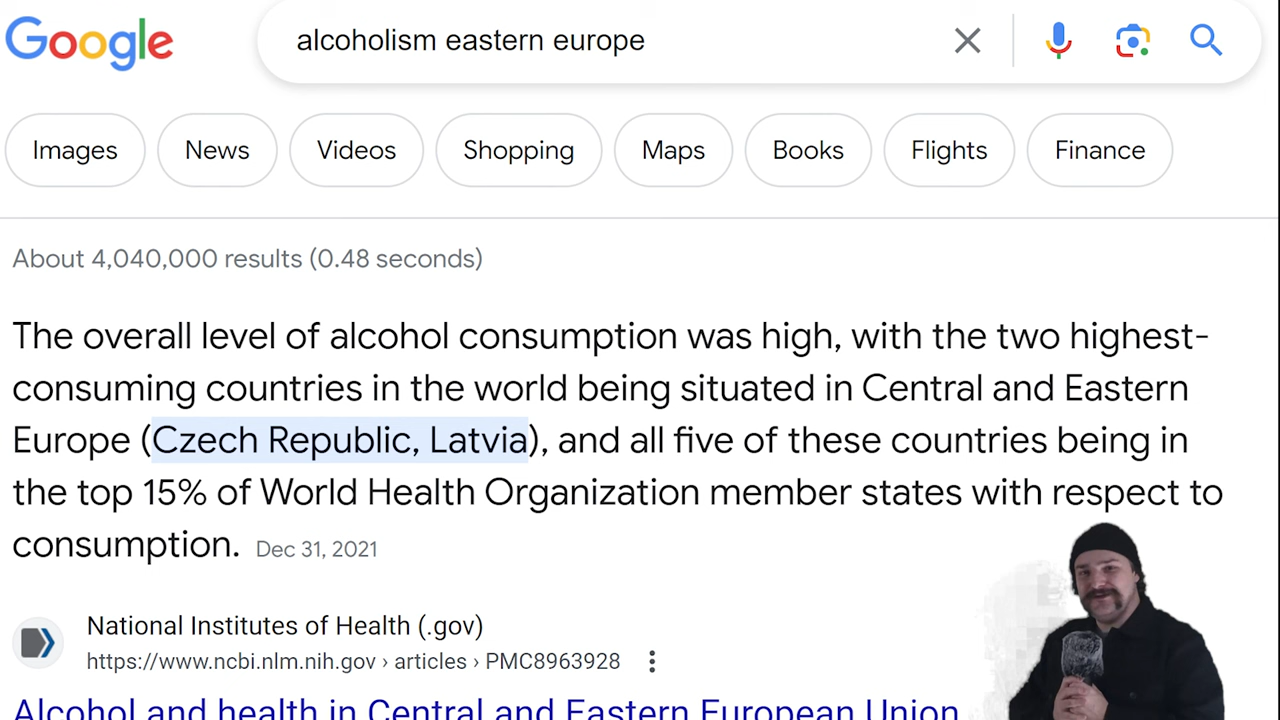 Google
alcoholism eastern europe
Images
News
Videos
Shopping
Maps
Books
Flights
Finance
About 4,040,000 results (0.48 seconds)
The overall level of alcohol consumption was high, with the two highest-
consuming countries in the world being situated in Central and Eastern
Europe (Czech Republic, Latvia), and all five of these countries being in
the top 15% of World Health Organization member states with respect to
consumption. Dec 31, 2021
National Institutes of Health (.gov)
https://www.ncbi.nlm.nih.gov › articles › PMC8963928
Alcohol and health in Central and Eastern European Union